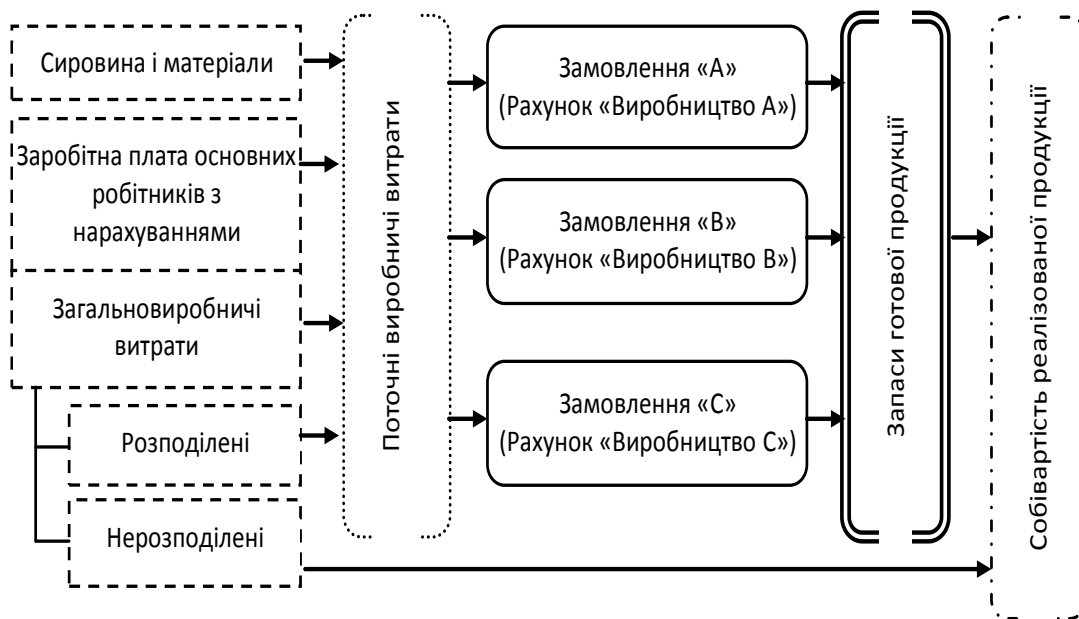 Сировина і матеріали
Заробітна плата основних
робітників з
нарахуваннями
Загальновиробничі
витрати
Розподілені
Нерозподілені
Поточні виробничі витрати
Замовлення «А»
(Рахунок «Виробництво А»)
Замовлення «В»
(Рахунок «Виробництво В»)
Замовлення «С»
(Рахунок «Виробництво С»)
Запаси готової продукції
Собівартість реалізованої продукції